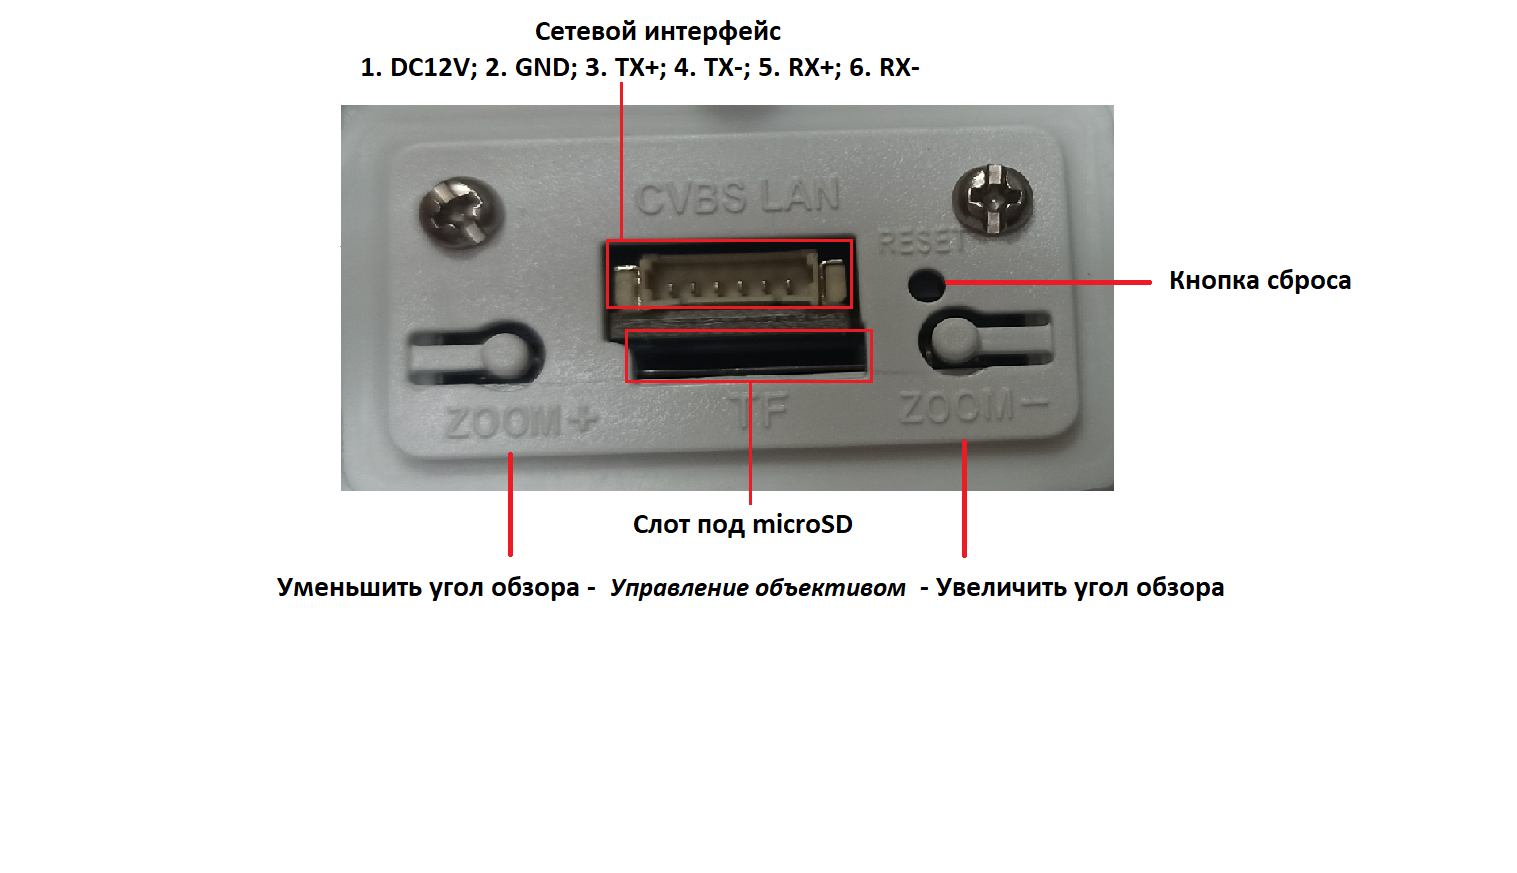 Сетевой интерфейс
1. DC12V; 2. GND; 3. TX+; 4. TX-; 5. RX+; 6. RX-
CVBS LAN
RESET
Кнопка сброса
ZOOM+
TF
ZOOM-
Слот под microSD
Уменьшить угол обзора - Управление объективом - Увеличить угол обзора